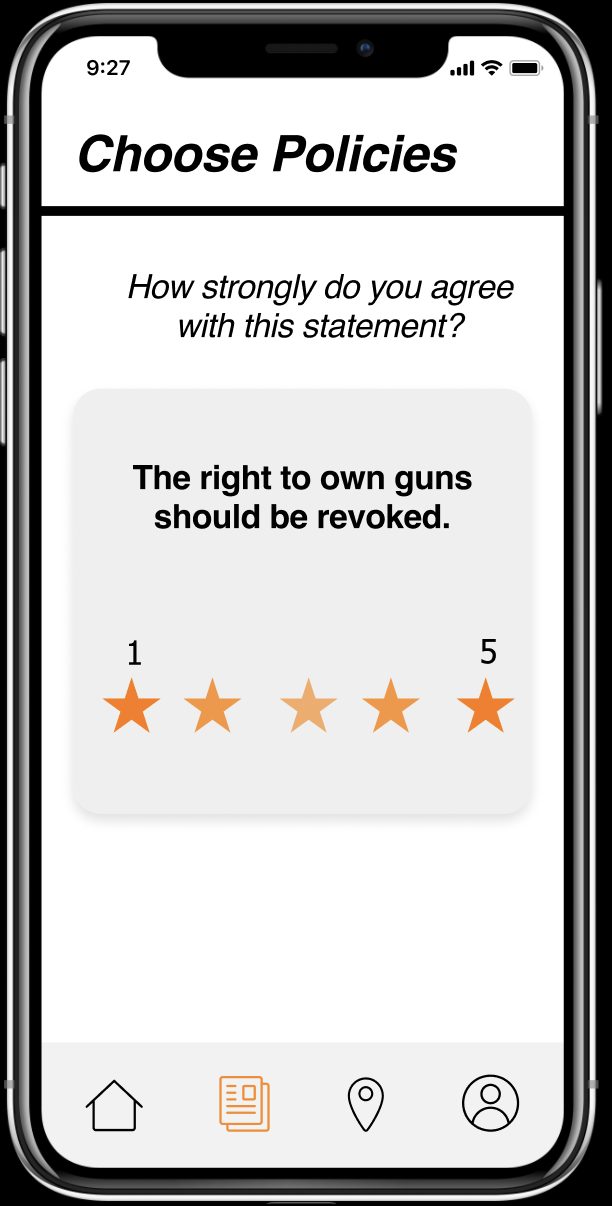 9:27
Choose Policies
How strongly do you agree
with this statement?
The right to own guns
should be revoked.
1 5